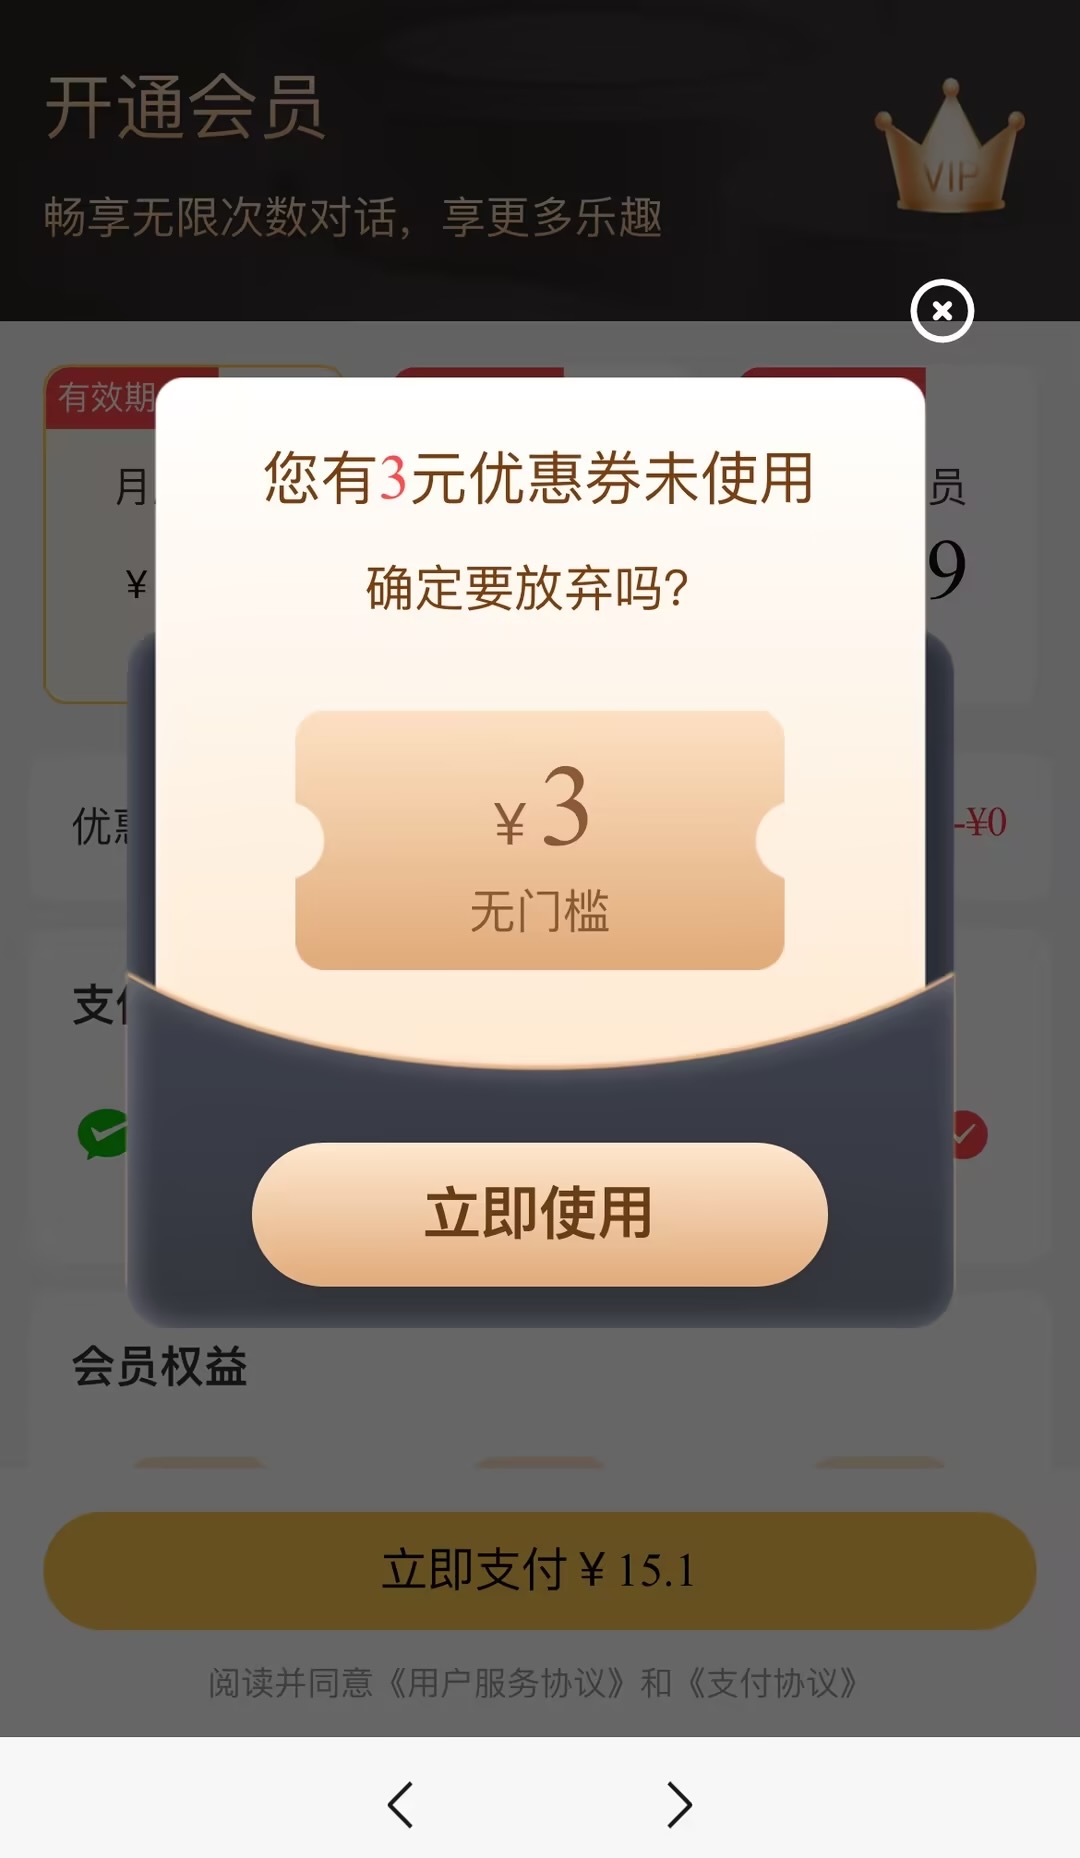 开通会员
VIP
畅享无限次数对话，享更多乐趣
有效期
您有3元优惠券未使用
月
员
确定要放弃吗？
¥
9
¥3
优惠
-¥0
无门槛
支付
立即使用
会员权益
立即支付￥15.1
阅读并同意《用户服务协议》和《支付协议》